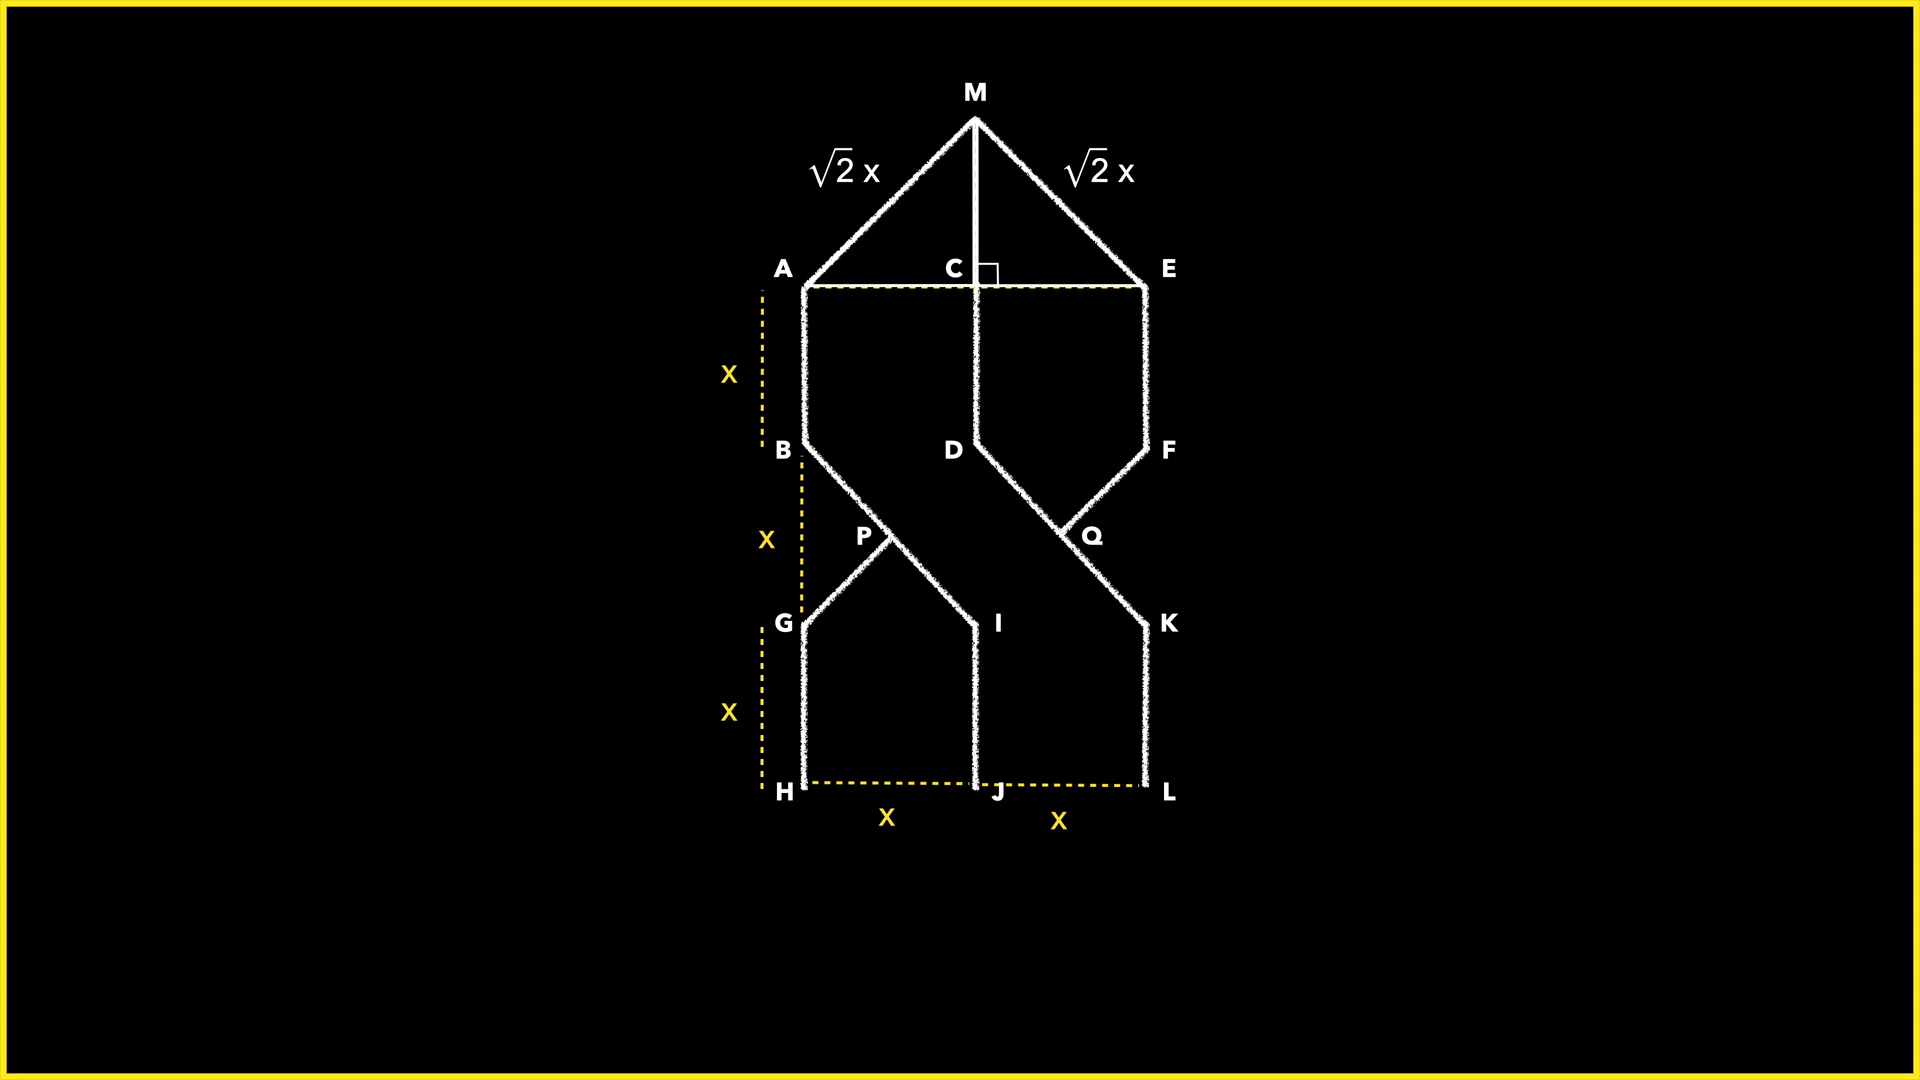 M
√2 x √2 x
A C E
x
B D F
x P Q
G I K
x
H J L
x x